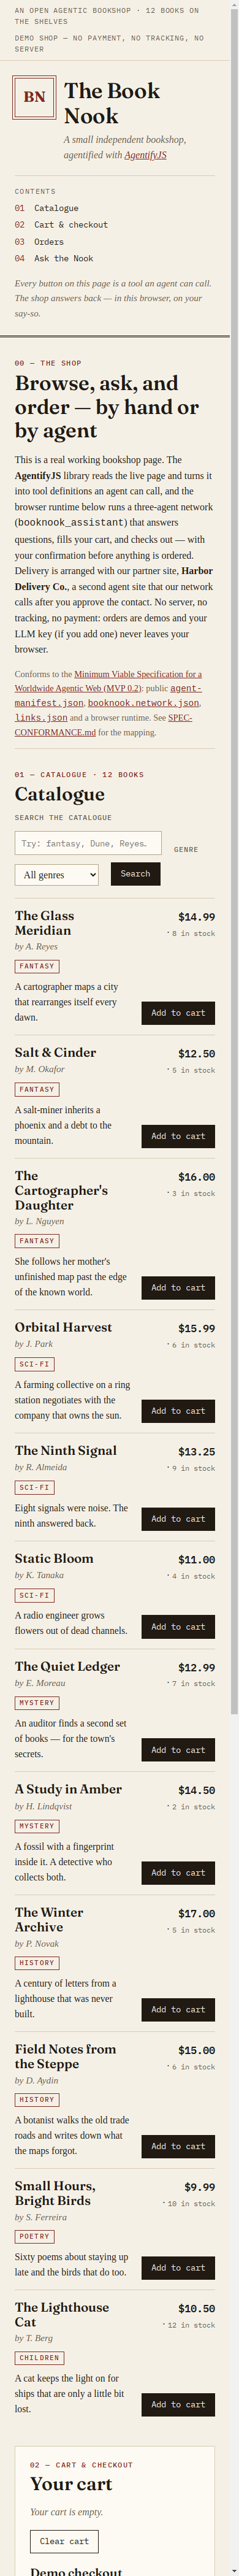 AN OPEN AGENTIC BOOKSHOP · 12 BOOKS ON
THE SHELVES
DEMO SHOP — NO PAYMENT, NO TRACKING, NO
SERVER
BN
The Book
Nook
A small independent bookshop,
agentified with AgentifyJS
CONTENTS
01 Catalogue
02 Cart & checkout
03 Orders
04 Ask the Nook
Every button on this page is a tool an agent can call.
The shop answers back — in this browser, on your
say-so.
00 — THE SHOP
Browse, ask, and
order — by hand or
by agent
This is a real working bookshop page. The
AgentifyJS library reads the live page and turns it
into tool definitions an agent can call, and the
browser runtime below runs a three-agent network
(booknook_assistant) that answers
questions, fills your cart, and checks out — with
your confirmation before anything is ordered.
Delivery is arranged with our partner site, Harbor
Delivery Co., a second agent site that our network
calls after you approve the contact. No server, no
tracking, no payment: orders are demos and your
LLM key (if you add one) never leaves your
browser.
Conforms to the Minimum Viable Specification for a
Worldwide Agentic Web (MVP 0.2): public agent-
manifest.json, booknook.network.json,
links.json and a browser runtime. See SPEC-
CONFORMANCE.md for the mapping.
01 — CATALOGUE · 12 BOOKS
Catalogue
SEARCH THE CATALOGUE
Try: fantasy, Dune, Reyes…
GENRE
All genres
Search
The Glass
Meridian
$14.99
8 in stock
by A. Reyes
FANTASY
A cartographer maps a city
that rearranges itself every
dawn.
Add to cart
Salt & Cinder
$12.50
by M. Okafor
5 in stock
FANTASY
A salt-miner inherits a
phoenix and a debt to the
mountain.
Add to cart
The
Cartographer's
Daughter
$16.00
3 in stock
by L. Nguyen
FANTASY
She follows her mother's
unfinished map past the edge
of the known world.
Add to cart
Orbital Harvest
$15.99
by J. Park
6 in stock
SCI-FI
A farming collective on a ring
station negotiates with the
company that owns the sun.
Add to cart
The Ninth Signal
$13.25
by R. Almeida
9 in stock
SCI-FI
Eight signals were noise. The
ninth answered back.
Add to cart
Static Bloom
$11.00
by K. Tanaka
4 in stock
SCI-FI
A radio engineer grows
flowers out of dead channels.
Add to cart
The Quiet Ledger
$12.99
by E. Moreau
7 in stock
MYSTERY
An auditor finds a second set
of books — for the town's
secrets.
Add to cart
A Study in Amber
$14.50
by H. Lindqvist
2 in stock
MYSTERY
A fossil with a fingerprint
inside it. A detective who
collects both.
Add to cart
The Winter
Archive
$17.00
5 in stock
by P. Novak
HISTORY
A century of letters from a
lighthouse that was never
built.
Add to cart
Field Notes from
the Steppe
$15.00
6 in stock
by D. Aydin
HISTORY
A botanist walks the old trade
roads and writes down what
the maps forgot.
Add to cart
Small Hours,
Bright Birds
$9.99
10 in stock
by S. Ferreira
POETRY
Sixty poems about staying up
late and the birds that do too.
Add to cart
The Lighthouse
Cat
$10.50
12 in stock
by T. Berg
CHILDREN
A cat keeps the light on for
ships that are only a little bit
lost.
Add to cart
02 — CART & CHECKOUT
Your cart
Your cart is empty.
Clear cart
Demo checkout